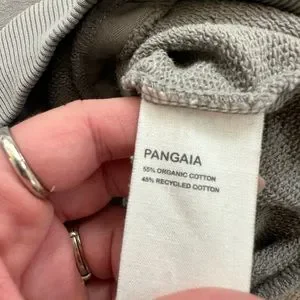 PANGAIA
55% ORGANIC COTTON
45% RECYCLED COTTON